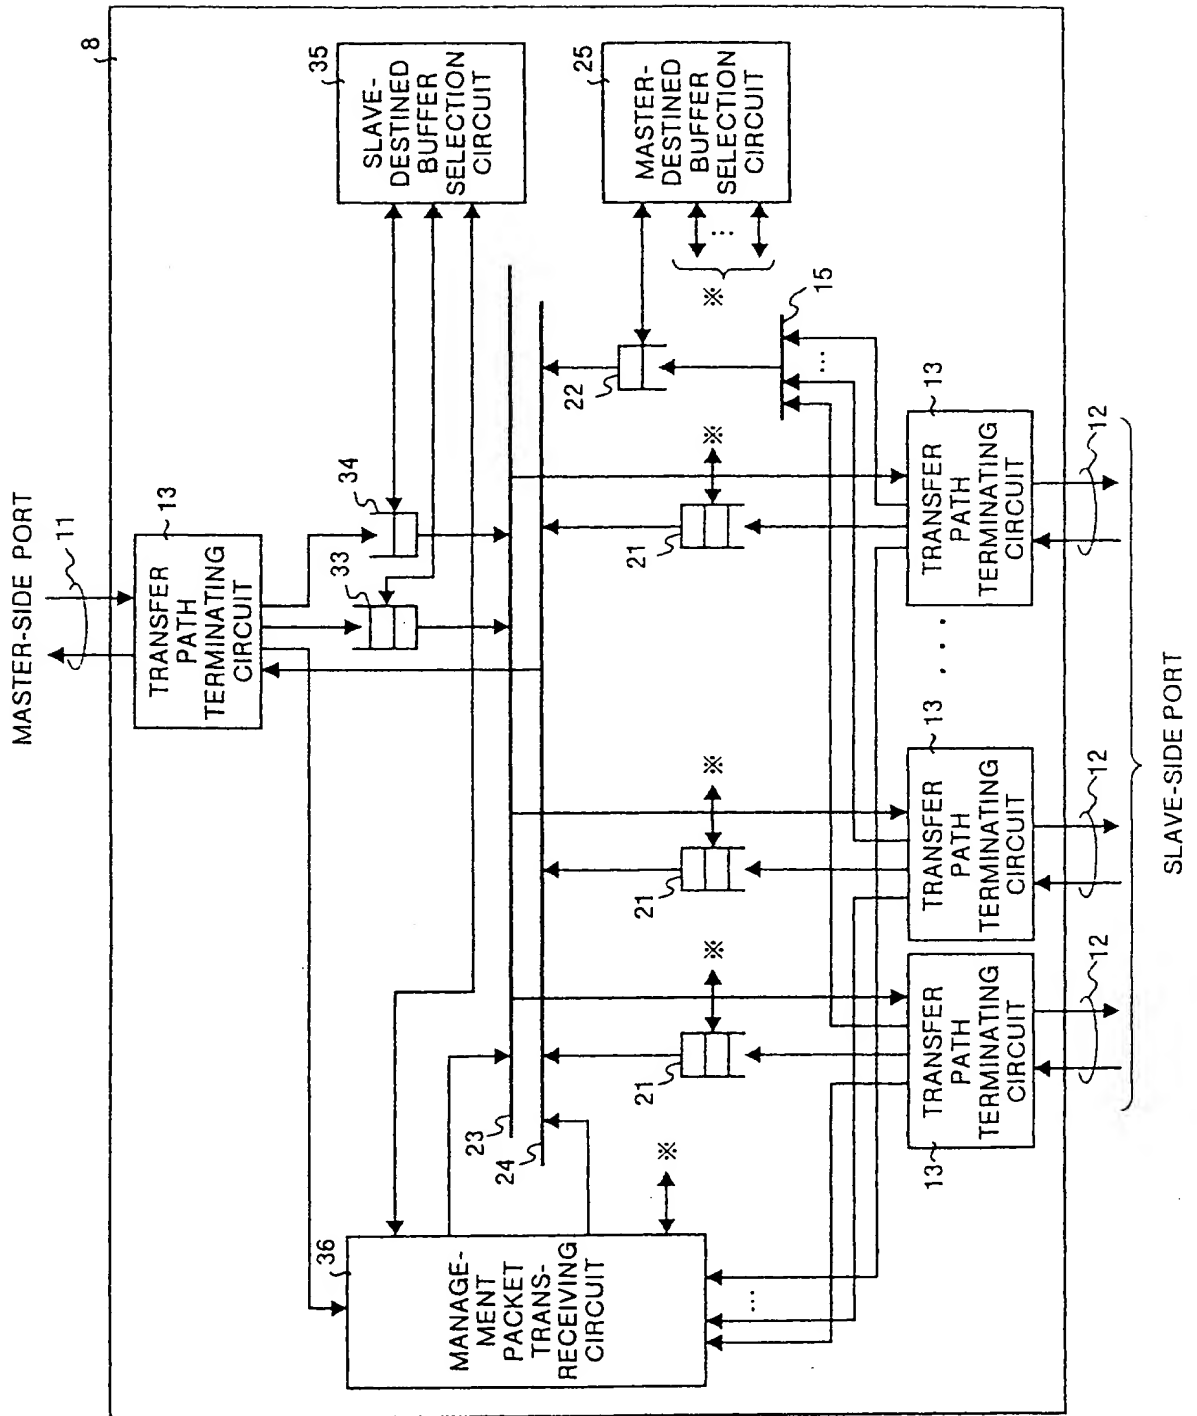 8
MASTER-SIDE PORT
11
13
TRANSFER
PATH
TERMINATING
CIRCUIT
33
34
35
SLAVE-
DESTINED
BUFFER
SELECTION
CIRCUIT
25
MASTER-
DESTINED
BUFFER
SELECTION
CIRCUIT
※
...
36
MANAGE-
MENT
PACKET
TRANS-
RECEIVING
CIRCUIT
※
...
23
24
21
※
21
※
21
※
22
15
...
13
TRANSFER
PATH
TERMINATING
CIRCUIT
12
13
TRANSFER
PATH
TERMINATING
CIRCUIT
12
. . . .
13
TRANSFER
PATH
TERMINATING
CIRCUIT
12
SLAVE-SIDE PORT